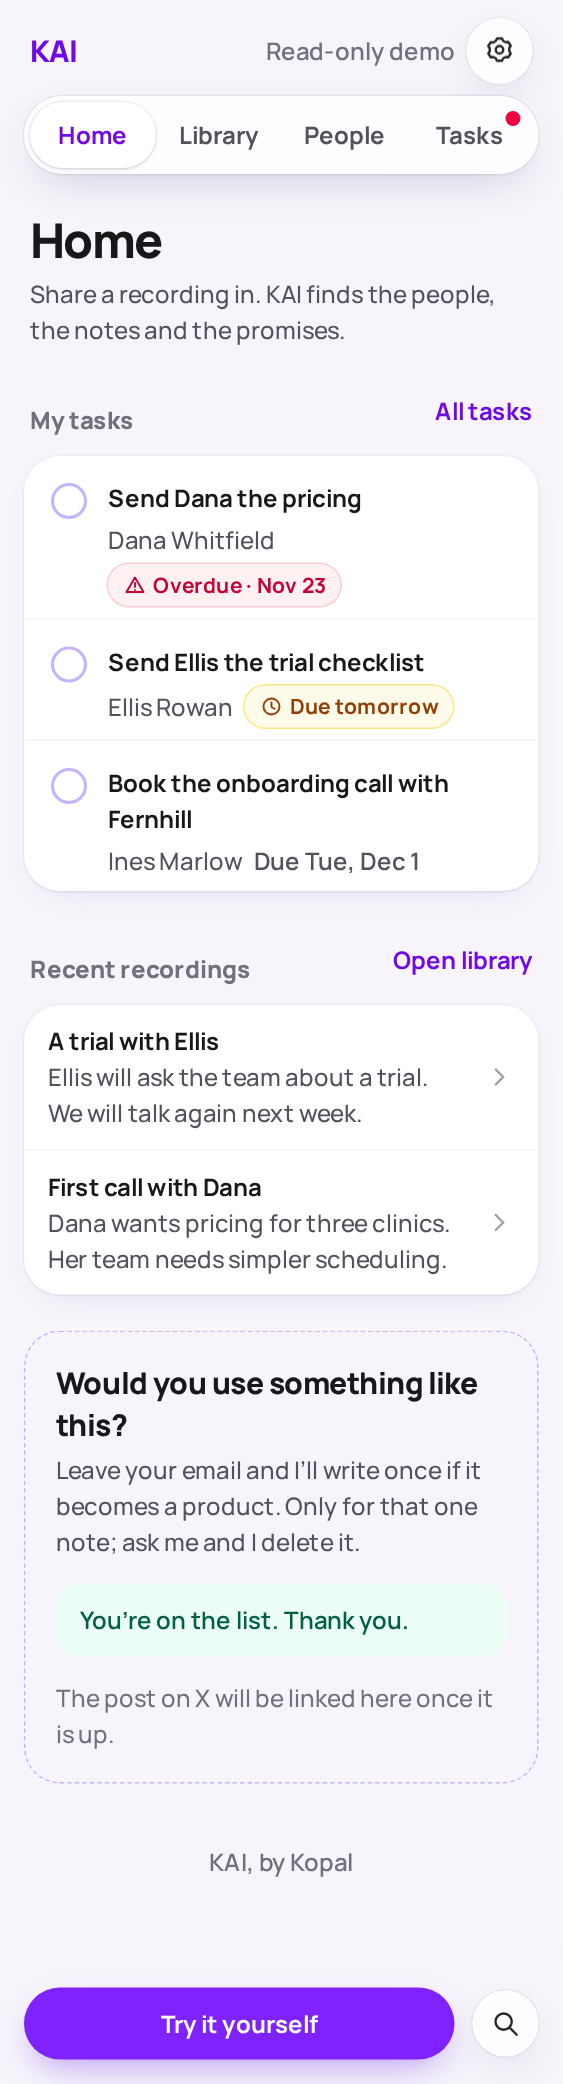 KAI
Read-only demo
Home
Library
People
Tasks
Home
Share a recording in. KAI finds the people,
the notes and the promises.
My tasks
All tasks
Send Dana the pricing
Dana Whitfield
Overdue · Nov 23
Send Ellis the trial checklist
Ellis Rowan
Due tomorrow
Book the onboarding call with
Fernhill
Ines Marlow Due Tue, Dec 1
Recent recordings
Open library
A trial with Ellis
Ellis will ask the team about a trial.
We will talk again next week.
First call with Dana
Dana wants pricing for three clinics.
Her team needs simpler scheduling.
Would you use something like
this?
Leave your email and I’ll write once if it
becomes a product. Only for that one
note; ask me and I delete it.
You’re on the list. Thank you.
The post on X will be linked here once it
is up.
KAI, by Kopal
Try it yourself